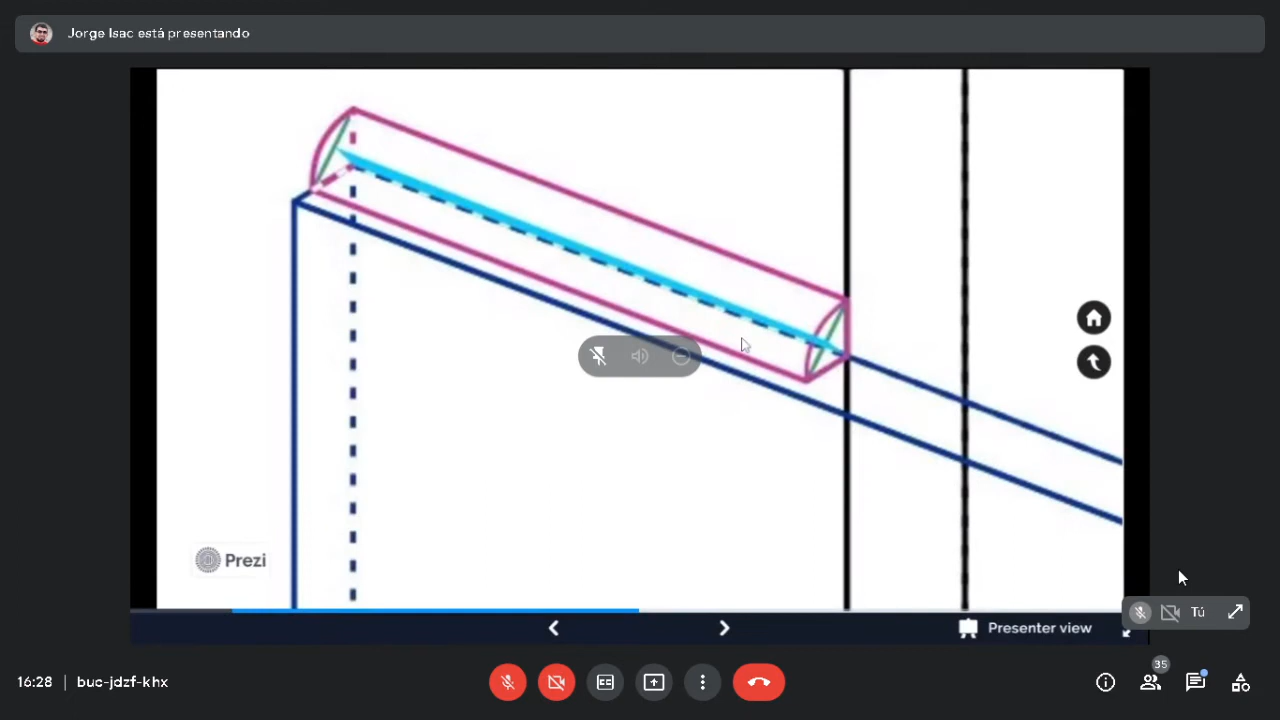 Jorge Isac está presentando
Prezi
Presenter view
Tú
16:28 | buc-jdzf-khx
35